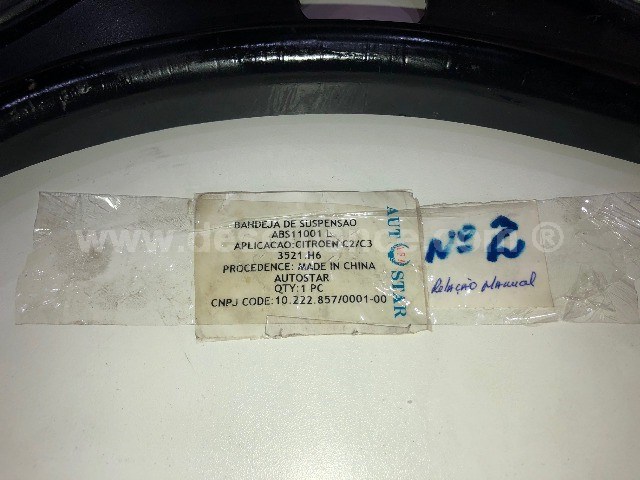 BANDEJA DE SUSPENSAO
ABS11001 L
APLICACAO:CITROEN C2/C3
3521.H6
PROCEDENCE: MADE IN CHINA
AUTOSTAR
QTY:1 PC
CNPJ CODE:10.222.857/0001-00
AUTOSTAR
Nº 2
Relação Manual